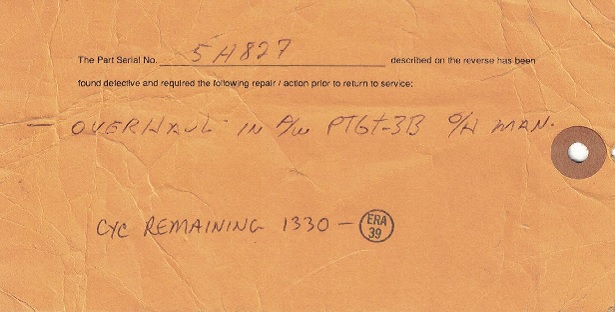 The Part Serial No. 5A827 described on the reverse has been
found defective and required the following repair / action prior to return to service:
— OVERHAUL IN A/W PT6T-3B O/H MAN.
CYC REMAINING 1330 — ERA
39